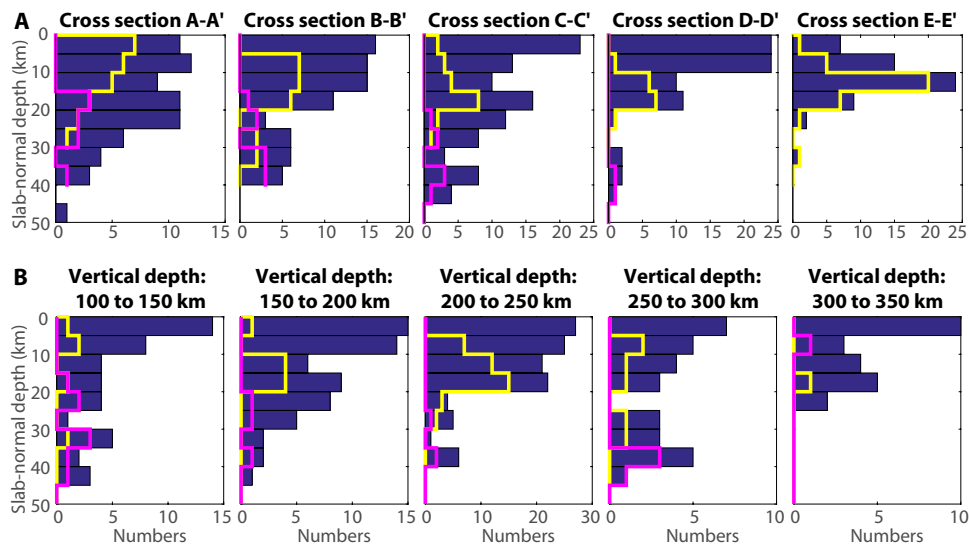 A
Cross section A-A' Cross section B-B' Cross section C-C' Cross section D-D' Cross section E-E'
Slab-normal depth (km)
0
10
20
30
40
50
0 5 10 15 0 5 10 15 20 0 5 10 15 20 25 0 5 10 15 20 25 0 5 10 15 20 25
B
Vertical depth: Vertical depth: Vertical depth: Vertical depth: Vertical depth:
100 to 150 km 150 to 200 km 200 to 250 km 250 to 300 km 300 to 350 km
Slab-normal depth (km)
0
10
20
30
40
50
0 5 10 15 0 5 10 15 0 10 20 30 0 5 10 0 5 10
Numbers Numbers Numbers Numbers Numbers